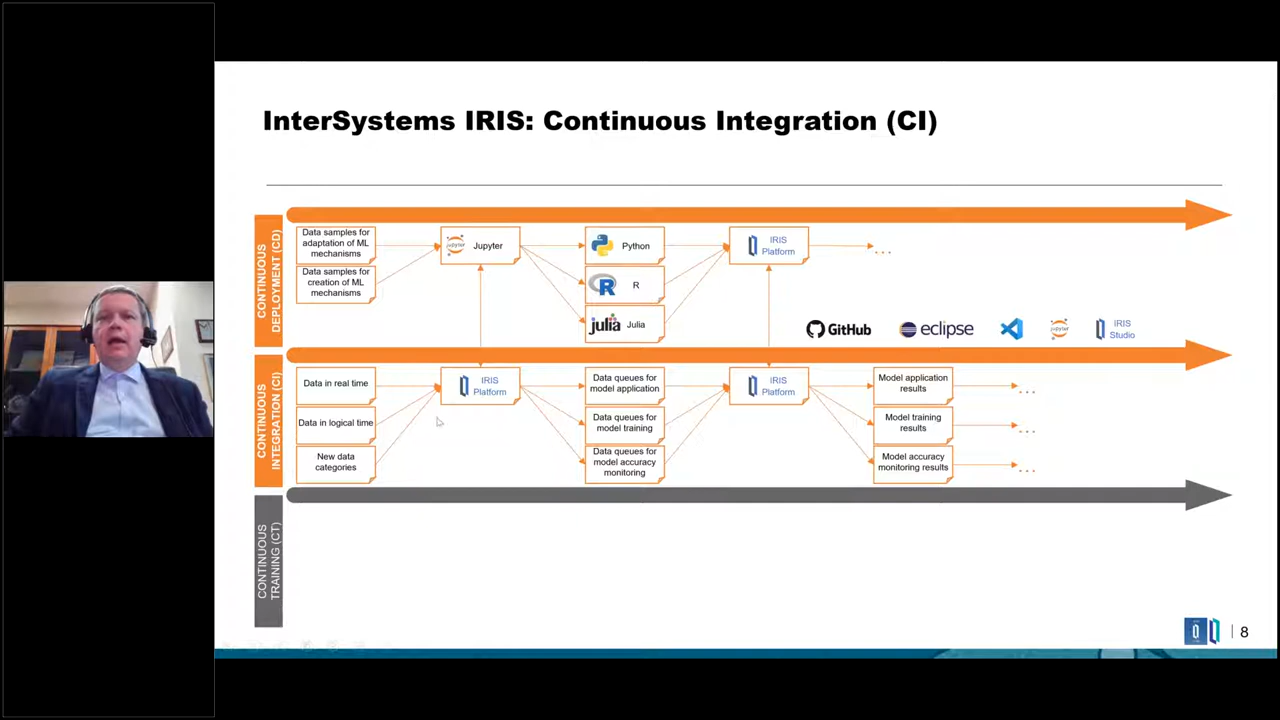 InterSystems IRIS: Continuous Integration (CI)
CONTINUOUS
DEPLOYMENT (CD)
Data samples for
adaptation of ML
mechanisms
Data samples for
creation of ML
mechanisms
jupyter
Jupyter
Python
R
R
julia
Julia
IRIS
Platform
...
GitHub
eclipse
IRIS
Studio
CONTINUOUS
INTEGRATION (CI)
Data in real time
Data in logical time
New data
categories
IRIS
Platform
Data queues for
model application
Data queues for
model training
Data queues for
model accuracy
monitoring
IRIS
Platform
Model application
results
Model training
results
Model accuracy
monitoring results
...
...
...
CONTINUOUS
TRAINING (CT)
8